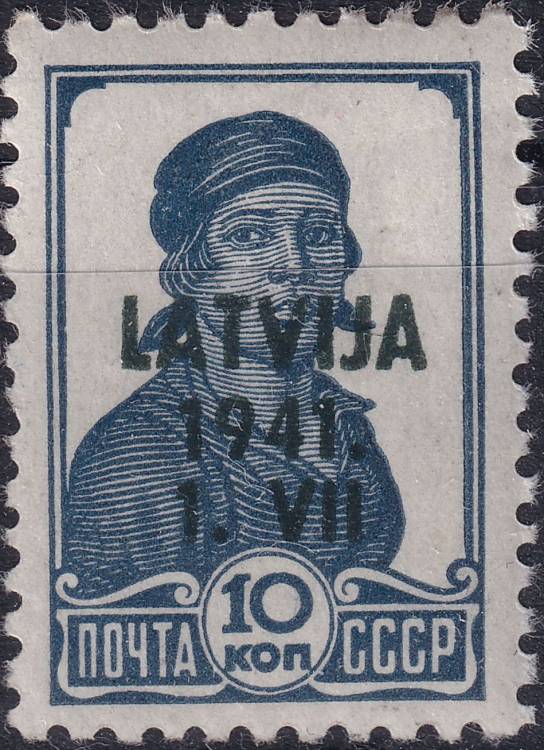 LATVIJA
1941.
1. VII
10
КОП
ПОЧТА СССР